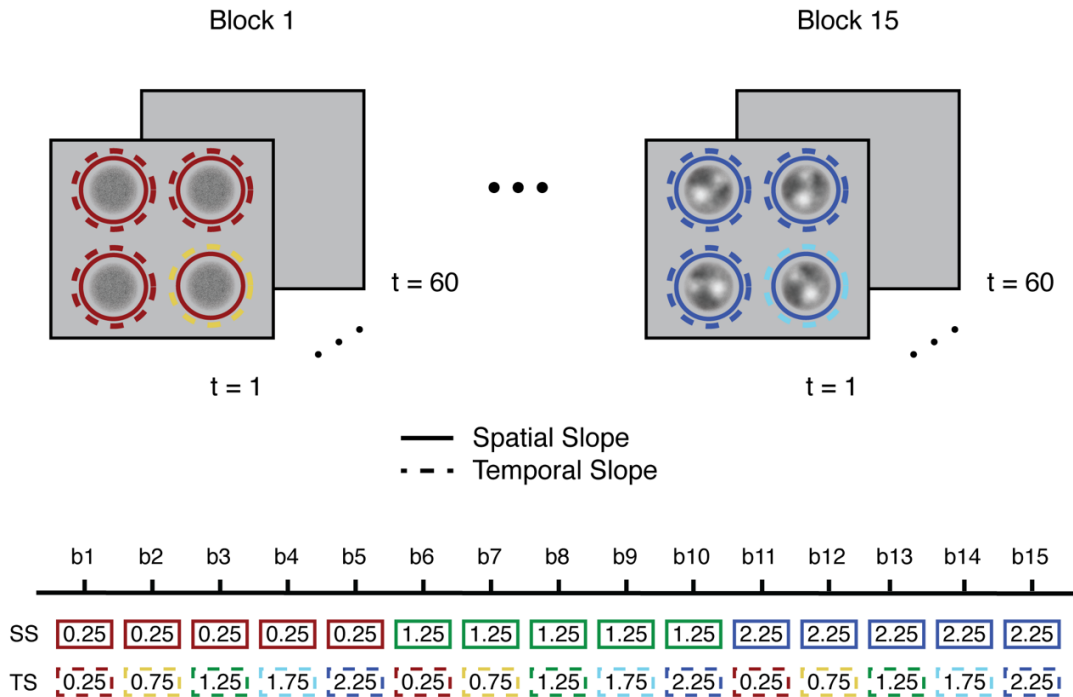 Block 1
Block 15
t = 60
t = 60
t = 1
t = 1
Spatial Slope
Temporal Slope
b1 b2 b3 b4 b5 b6 b7 b8 b9 b10 b11 b12 b13 b14 b15
SS 0.25 0.25 0.25 0.25 0.25 1.25 1.25 1.25 1.25 1.25 2.25 2.25 2.25 2.25 2.25
TS 0.25 0.75 1.25 1.75 2.25 0.25 0.75 1.25 1.75 2.25 0.25 0.75 1.25 1.75 2.25